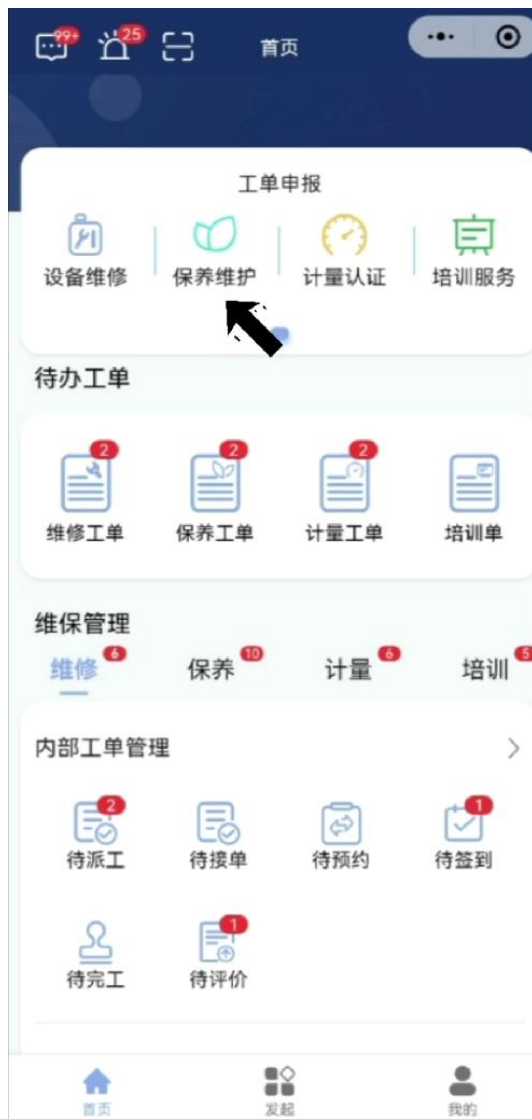 99+ 25 首页
工单申报
设备维修 保养维护 计量认证 培训服务
待办工单
2 2 2
维修工单 保养工单 计量工单 培训单
维保管理
维修 6 保养 10 计量 6 培训 5
内部工单管理
2 1
待派工 待接单 待预约 待签到
1
待完工 待评价
首页 发起 我的